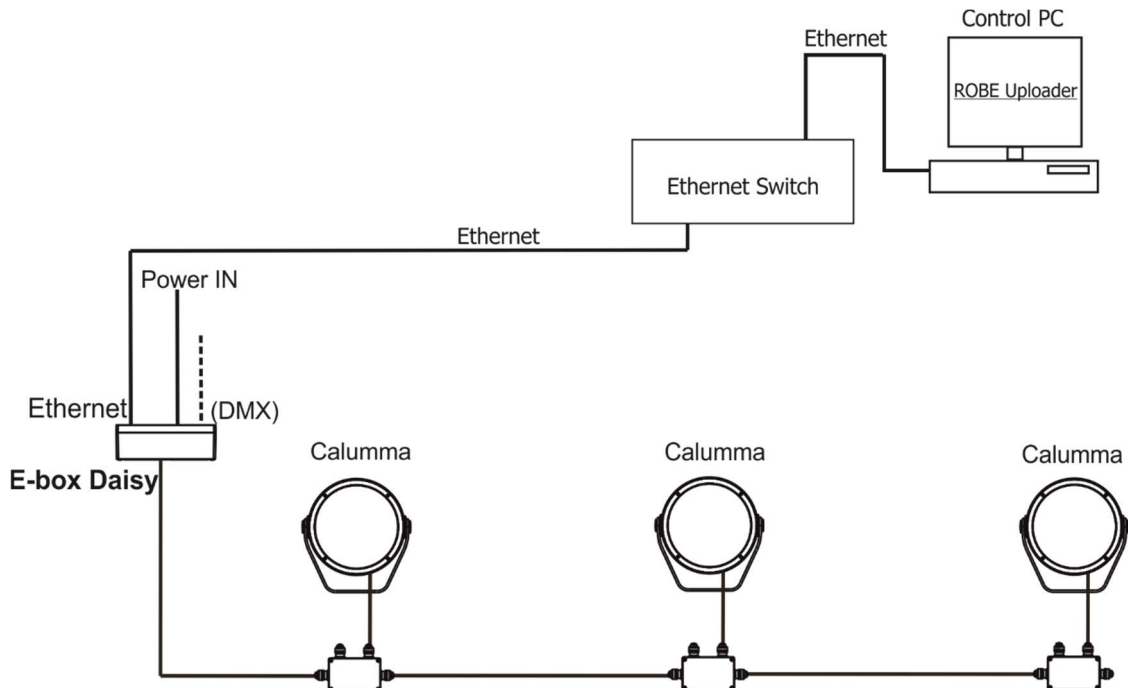 Control PC
Ethernet
ROBE Uploader
Ethernet Switch
Ethernet
Power IN
Ethernet
(DMX)
E-box Daisy
Calumma
Calumma
Calumma